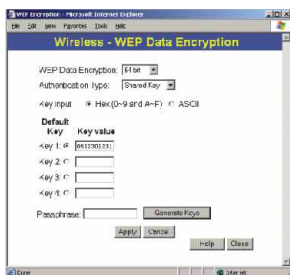 WEP Encryption - Microsoft Internet Explorer
File Edit View Favorites Tools Help
Wireless - WEP Data Encryption
WEP Data Encryption: 64 bit
Authentication Type: Shared Key
Key input Hex (0~9 and A~F) ASCII
Default
Key Key value
Key 1:
Key 2:
Key 3:
Key 4:
Passphrase: Generate Keys
Apply Cancel
Help Close
Done Internet